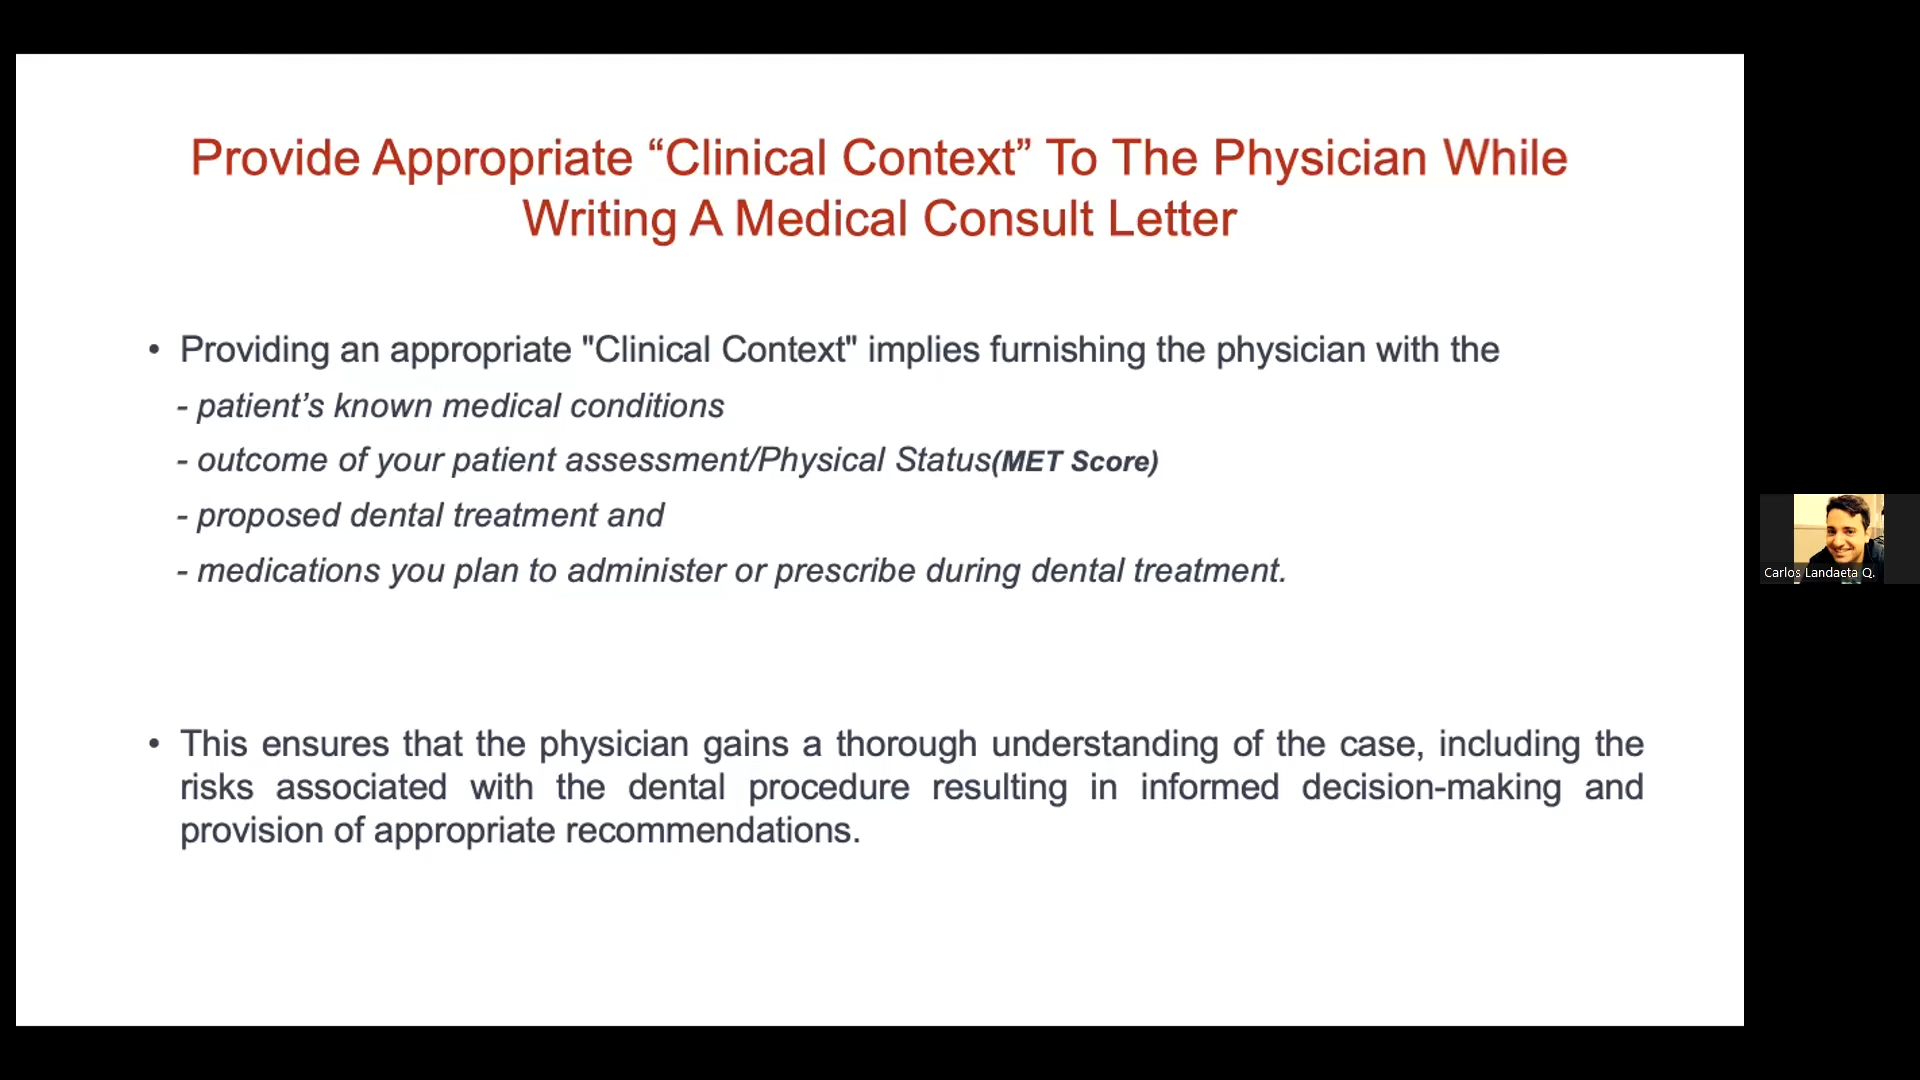 Provide Appropriate “Clinical Context” To The Physician While
Writing A Medical Consult Letter
• Providing an appropriate "Clinical Context" implies furnishing the physician with the
- patient’s known medical conditions
- outcome of your patient assessment/Physical Status(MET Score)
- proposed dental treatment and
- medications you plan to administer or prescribe during dental treatment.
• This ensures that the physician gains a thorough understanding of the case, including the
risks associated with the dental procedure resulting in informed decision-making and
provision of appropriate recommendations.
Carlos Landaeta Q.